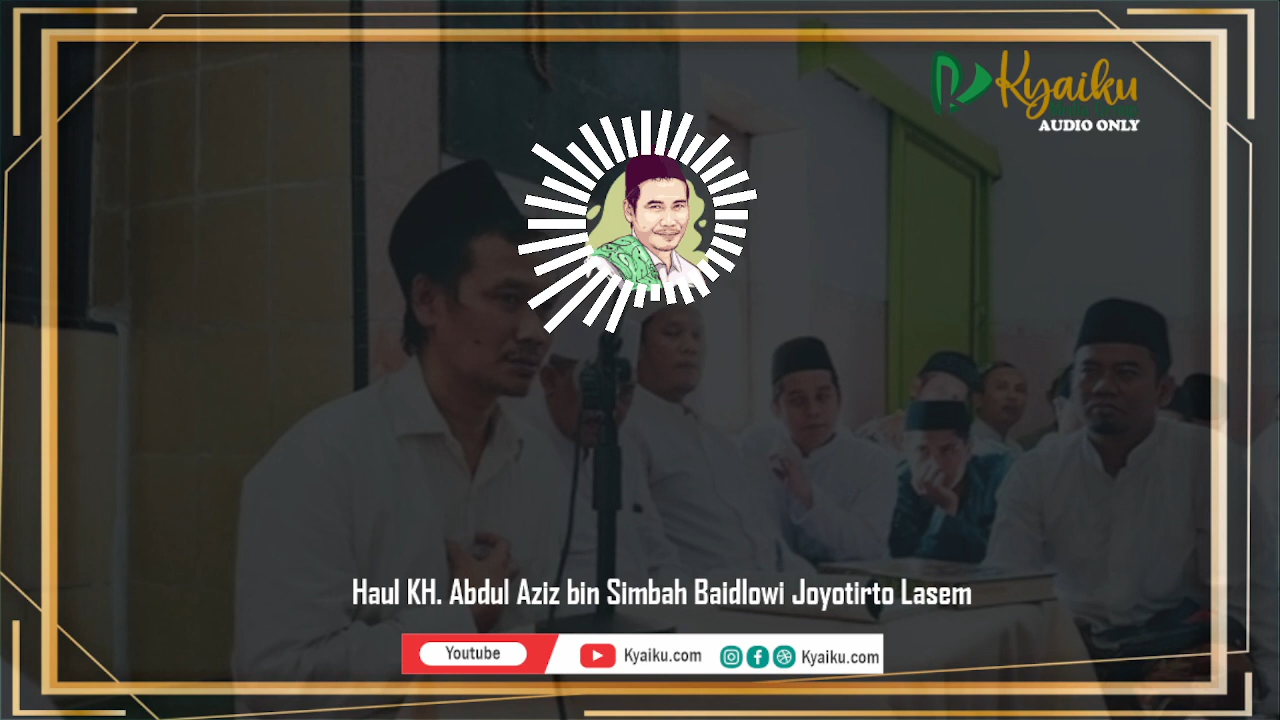 Kyaiku
AUDIO ONLY
Haul KH. Abdul Aziz bin Simbah Baidlowi Joyotirto Lasem
Youtube
Kyaiku.com
Kyaiku.com